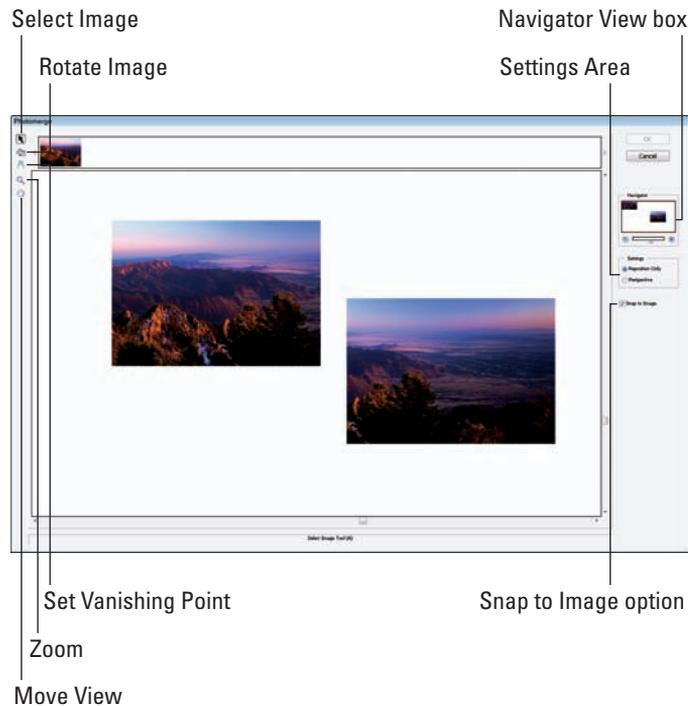 Select Image
Navigator View box
Rotate Image
Settings Area
Photomerge
OK
Cancel
Navigator
Settings
Reposition Only
Perspective
Snap to Image
Select Image Tool (A)
Set Vanishing Point
Snap to Image option
Zoom
Move View